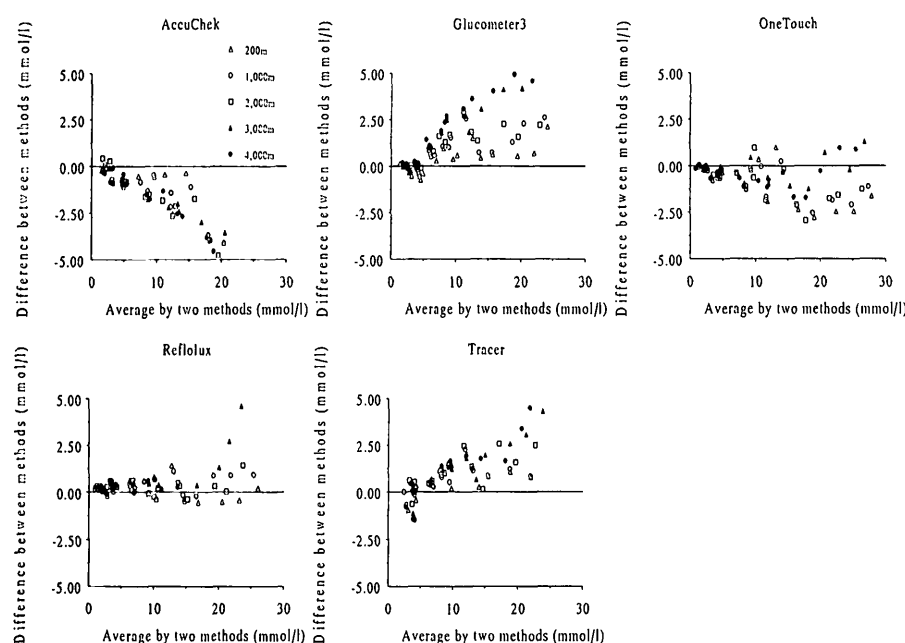 AccuChek
Glucometer3
OneTouch
Difference between methods (mmol/l)
5.00
2.50
0.00
-2.50
-5.00
0
10
20
30
Average by two methods (mmol/l)
200m
1,000m
2,000m
3,000m
4,000m
Difference between methods (mmol/l)
5.00
2.50
0.00
-2.50
-5.00
0
10
20
30
Average by two methods (mmol/l)
Difference between methods (mmol/l)
5.00
2.50
0.00
-2.50
-5.00
0
10
20
30
Average by two methods (mmol/l)
Reflolux
Tracer
Difference between methods (mmol/l)
5.00
2.50
0.00
-2.50
-5.00
0
10
20
30
Average by two methods (mmol/l)
Difference between methods (mmol/l)
5.00
2.50
0.00
-2.50
-5.00
0
10
20
30
Average by two methods (mmol/l)